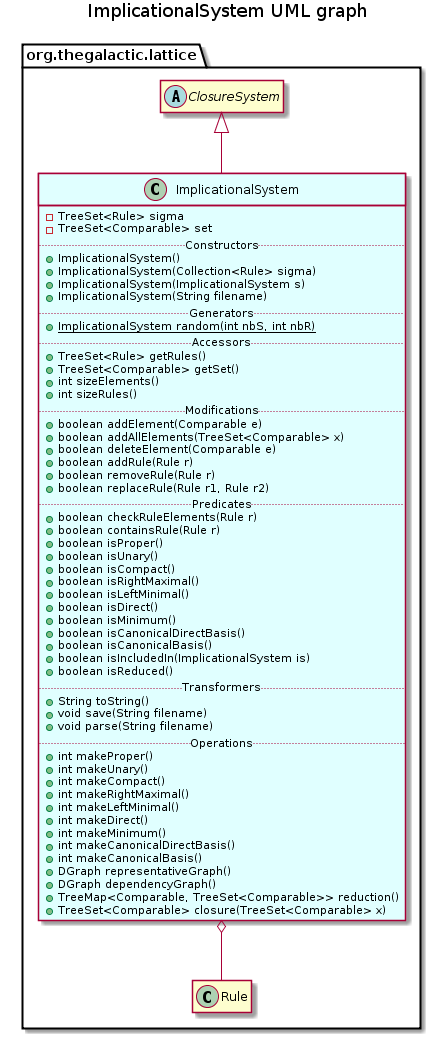 ImplicationalSystem UML graph
org.thegalactic.lattice
A ClosureSystem
C ImplicationalSystem
TreeSet<Rule> sigma
TreeSet<Comparable> set
Constructors
ImplicationalSystem()
ImplicationalSystem(Collection<Rule> sigma)
ImplicationalSystem(ImplicationalSystem s)
ImplicationalSystem(String filename)
Generators
ImplicationalSystem random(int nbS, int nbR)
Accessors
TreeSet<Rule> getRules()
TreeSet<Comparable> getSet()
int sizeElements()
int sizeRules()
Modifications
boolean addElement(Comparable e)
boolean addAllElements(TreeSet<Comparable> x)
boolean deleteElement(Comparable e)
boolean addRule(Rule r)
boolean removeRule(Rule r)
boolean replaceRule(Rule r1, Rule r2)
Predicates
boolean checkRuleElements(Rule r)
boolean containsRule(Rule r)
boolean isProper()
boolean isUnary()
boolean isCompact()
boolean isRightMaximal()
boolean isLeftMinimal()
boolean isDirect()
boolean isMinimum()
boolean isCanonicalDirectBasis()
boolean isCanonicalBasis()
boolean isIncludedIn(ImplicationalSystem is)
boolean isReduced()
Transformers
String toString()
void save(String filename)
void parse(String filename)
Operations
int makeProper()
int makeUnary()
int makeCompact()
int makeRightMaximal()
int makeLeftMinimal()
int makeDirect()
int makeMinimum()
int makeCanonicalDirectBasis()
int makeCanonicalBasis()
DGraph representativeGraph()
DGraph dependencyGraph()
TreeMap<Comparable, TreeSet<Comparable>> reduction()
TreeSet<Comparable> closure(TreeSet<Comparable> x)
C Rule